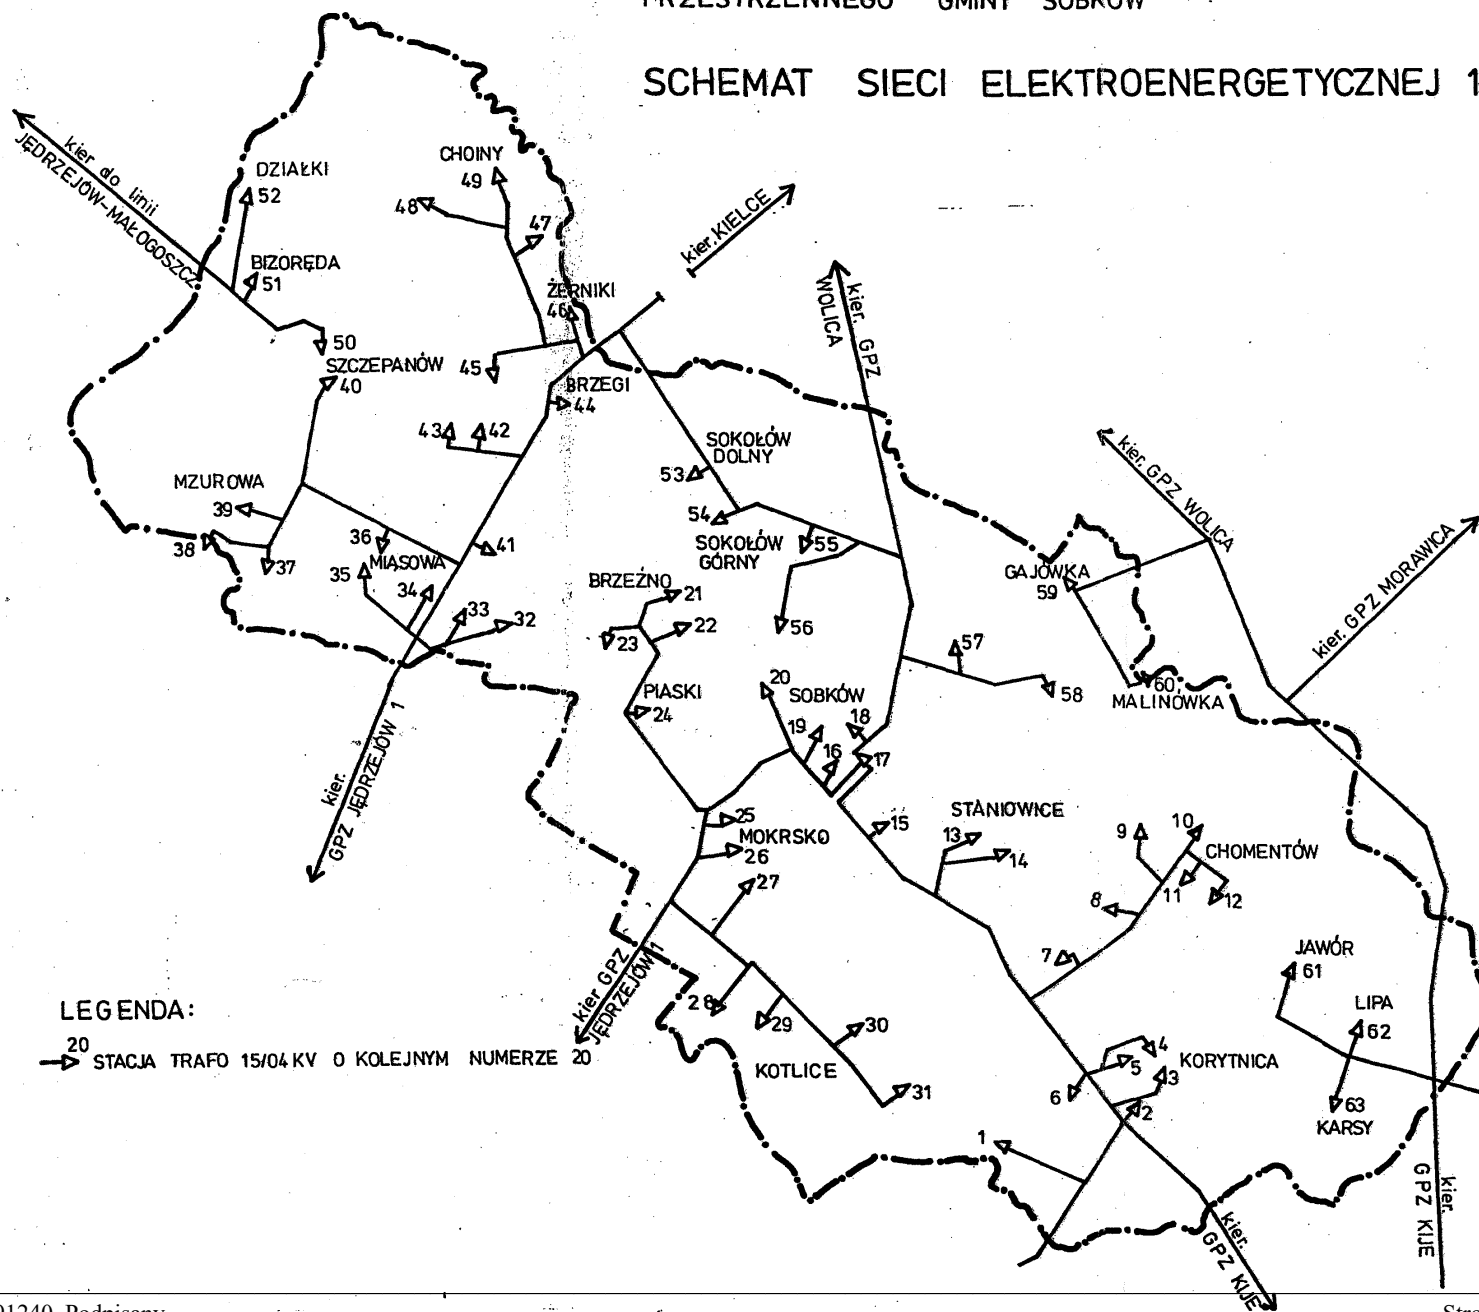 PRZESTRZENNEGO GMINY SOBKÓW
SCHEMAT SIECI ELEKTROENERGETYCZNEJ 1
kier do linii
JĘDRZEJÓW-MAŁOGOSZCZ
DZIAŁKI
52
BIZORĘDA
51
50
SZCZEPANÓW
40
CHOINY
49
48
47
ŻERNIKI
46
45
BRZEGI
44
43
42
kier. KIELCE
kier. GPZ
WOLICA
SOKOŁÓW
DOLNY
53
54
SOKOŁÓW
GÓRNY
55
56
MZUROWA
39
38
37
36
MIĄSOWA
35
34
41
33
32
kier. GPZ WOLICA
kier. GPZ MORAWICA
GAJÓWKA
59
60
MALINÓWKA
BRZEŹNO
21
22
23
PIASKI
24
57
58
20
SOBKÓW
19
18
16
17
15
kier.
GPZ JĘDRZEJÓW 1
25
MOKRSKO
26
27
STANIOWICE
13
14
9
10
CHOMENTÓW
8
11
12
7
kier GPZ
JĘDRZEJÓW 1
28
29
30
KOTLICE
31
JAWÓR
61
LIPA
62
63
KARSY
4
5
KORYTNICA
3
6
2
1
kier.
GPZ KIJE
kier.
GPZ KIJE
LEGENDA:
20
STACJA TRAFO 15/04 KV O KOLEJNYM NUMERZE 20
01240. Podpisany
Stro